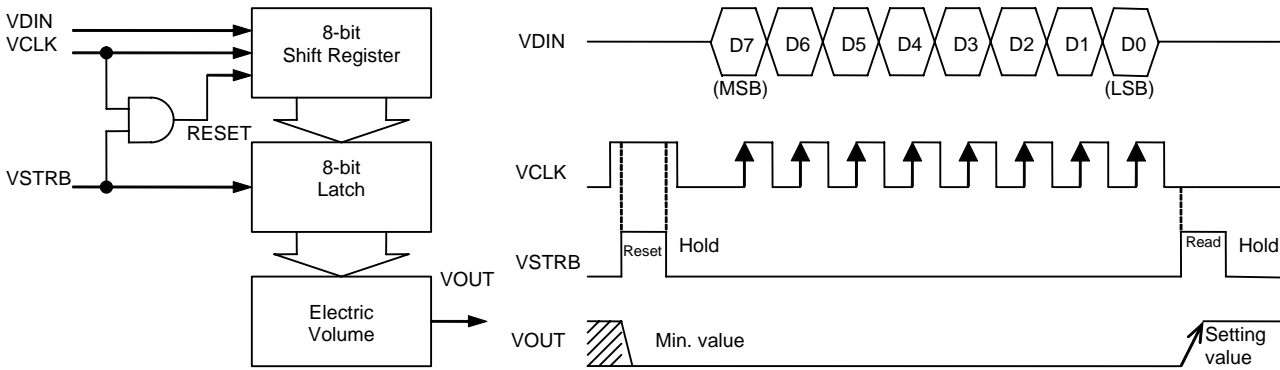 VDIN
VCLK
8-bit
Shift Register
RESET
VSTRB
8-bit
Latch
VOUT
Electric
Volume
VDIN
D7 D6 D5 D4 D3 D2 D1 D0
(MSB) (LSB)
VCLK
VSTRB
Reset Hold Read Hold
VOUT
Min. value
Setting
value